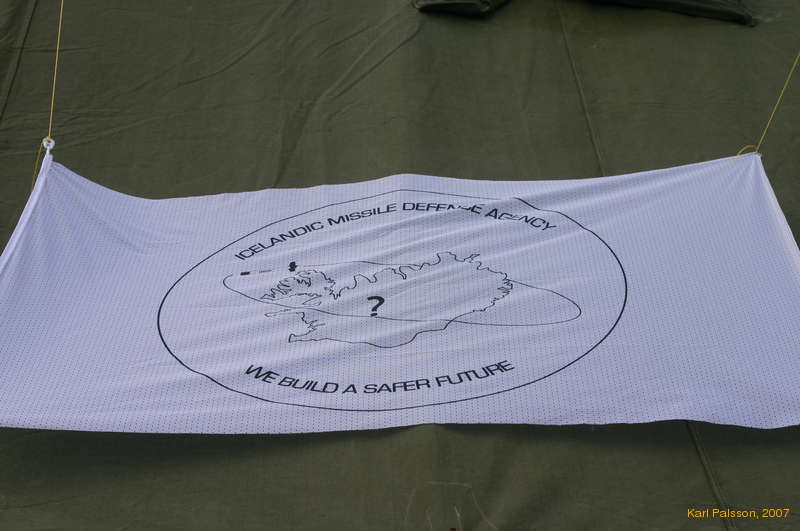 ICELANDIC MISSILE DEFENSE AGENCY
?
WE BUILD A SAFER FUTURE
Karl Palsson, 2007